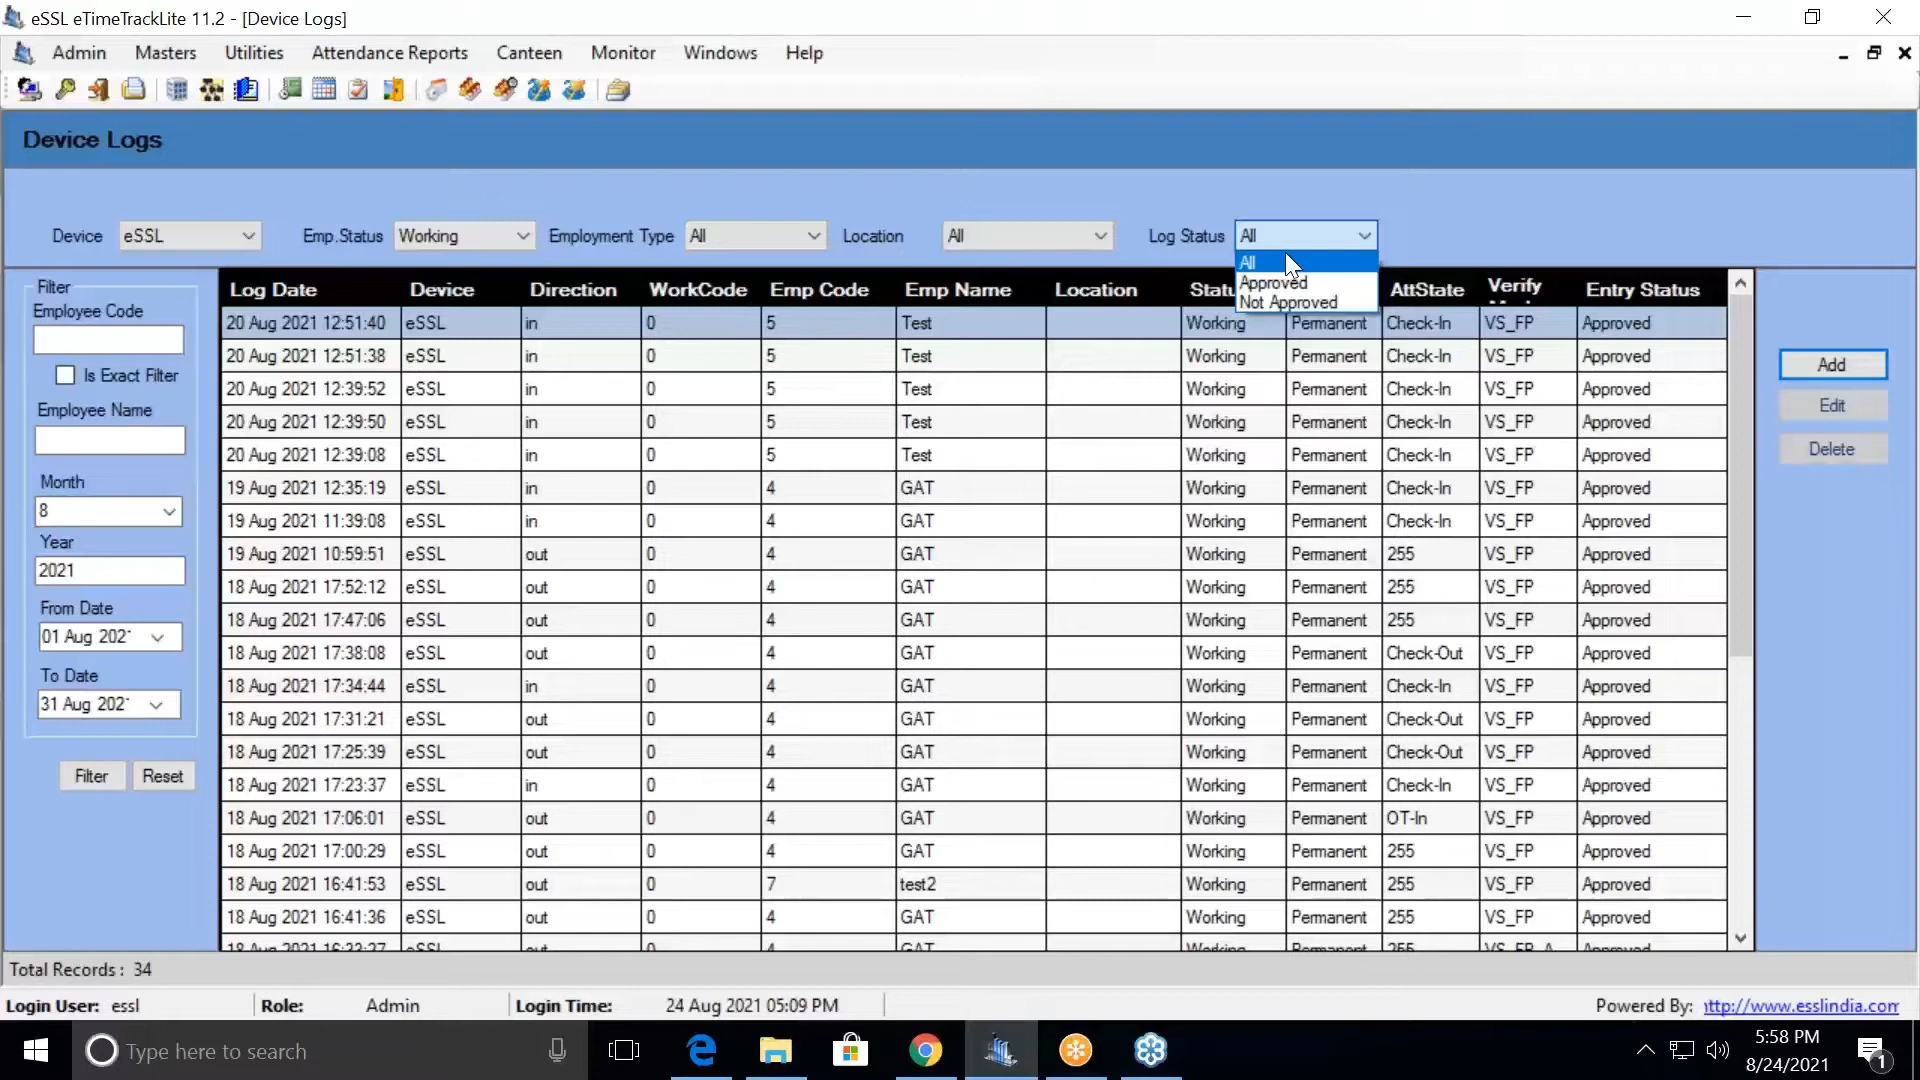 eSSL eTimeTrackLite 11.2 - [Device Logs]
Admin Masters Utilities Attendance Reports Canteen Monitor Windows Help
Device Logs
Device eSSL Emp.Status Working Employment Type All Location All Log Status All
All
Approved
Not Approved
Filter
Employee Code
Is Exact Filter
Employee Name
Month
8
Year
2021
From Date
01 Aug 202
To Date
31 Aug 202
Filter Reset
Log Date Device Direction WorkCode Emp Code Emp Name Location Statu AttState Verify Entry Status
20 Aug 2021 12:51:40 eSSL in 0 5 Test Working Permanent Check-In VS_FP Approved
20 Aug 2021 12:51:38 eSSL in 0 5 Test Working Permanent Check-In VS_FP Approved
20 Aug 2021 12:39:52 eSSL in 0 5 Test Working Permanent Check-In VS_FP Approved
20 Aug 2021 12:39:50 eSSL in 0 5 Test Working Permanent Check-In VS_FP Approved
20 Aug 2021 12:39:08 eSSL in 0 5 Test Working Permanent Check-In VS_FP Approved
19 Aug 2021 12:35:19 eSSL in 0 4 GAT Working Permanent Check-In VS_FP Approved
19 Aug 2021 11:39:08 eSSL in 0 4 GAT Working Permanent Check-In VS_FP Approved
19 Aug 2021 10:59:51 eSSL out 0 4 GAT Working Permanent 255 VS_FP Approved
18 Aug 2021 17:52:12 eSSL out 0 4 GAT Working Permanent 255 VS_FP Approved
18 Aug 2021 17:47:06 eSSL out 0 4 GAT Working Permanent 255 VS_FP Approved
18 Aug 2021 17:38:08 eSSL out 0 4 GAT Working Permanent Check-Out VS_FP Approved
18 Aug 2021 17:34:44 eSSL in 0 4 GAT Working Permanent Check-In VS_FP Approved
18 Aug 2021 17:31:21 eSSL out 0 4 GAT Working Permanent Check-Out VS_FP Approved
18 Aug 2021 17:25:39 eSSL out 0 4 GAT Working Permanent Check-Out VS_FP Approved
18 Aug 2021 17:23:37 eSSL in 0 4 GAT Working Permanent Check-In VS_FP Approved
18 Aug 2021 17:06:01 eSSL out 0 4 GAT Working Permanent OT-In VS_FP Approved
18 Aug 2021 17:00:29 eSSL out 0 4 GAT Working Permanent 255 VS_FP Approved
18 Aug 2021 16:41:53 eSSL out 0 7 test2 Working Permanent 255 VS_FP Approved
18 Aug 2021 16:41:36 eSSL out 0 4 GAT Working Permanent 255 VS_FP Approved
18 Aug 2021 16:33:27 eSSL out 0 4 GAT Working Permanent 255 Approved
Add
Edit
Delete
Total Records : 34
Login User: essl Role: Admin Login Time: 24 Aug 2021 05:09 PM Powered By: ttp://www.esslindia.com
Type here to search
5:58 PM
8/24/2021
1